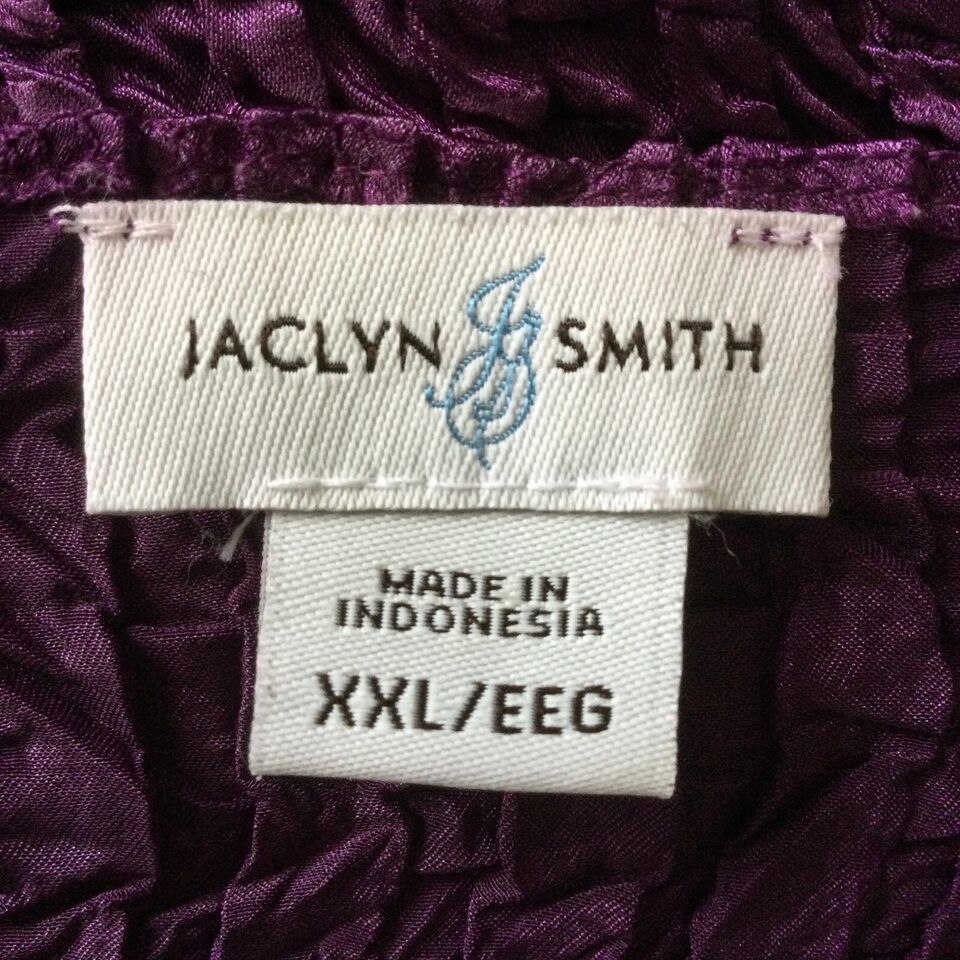 JACLYN SMITH
MADE IN
INDONESIA
XXL/EEG